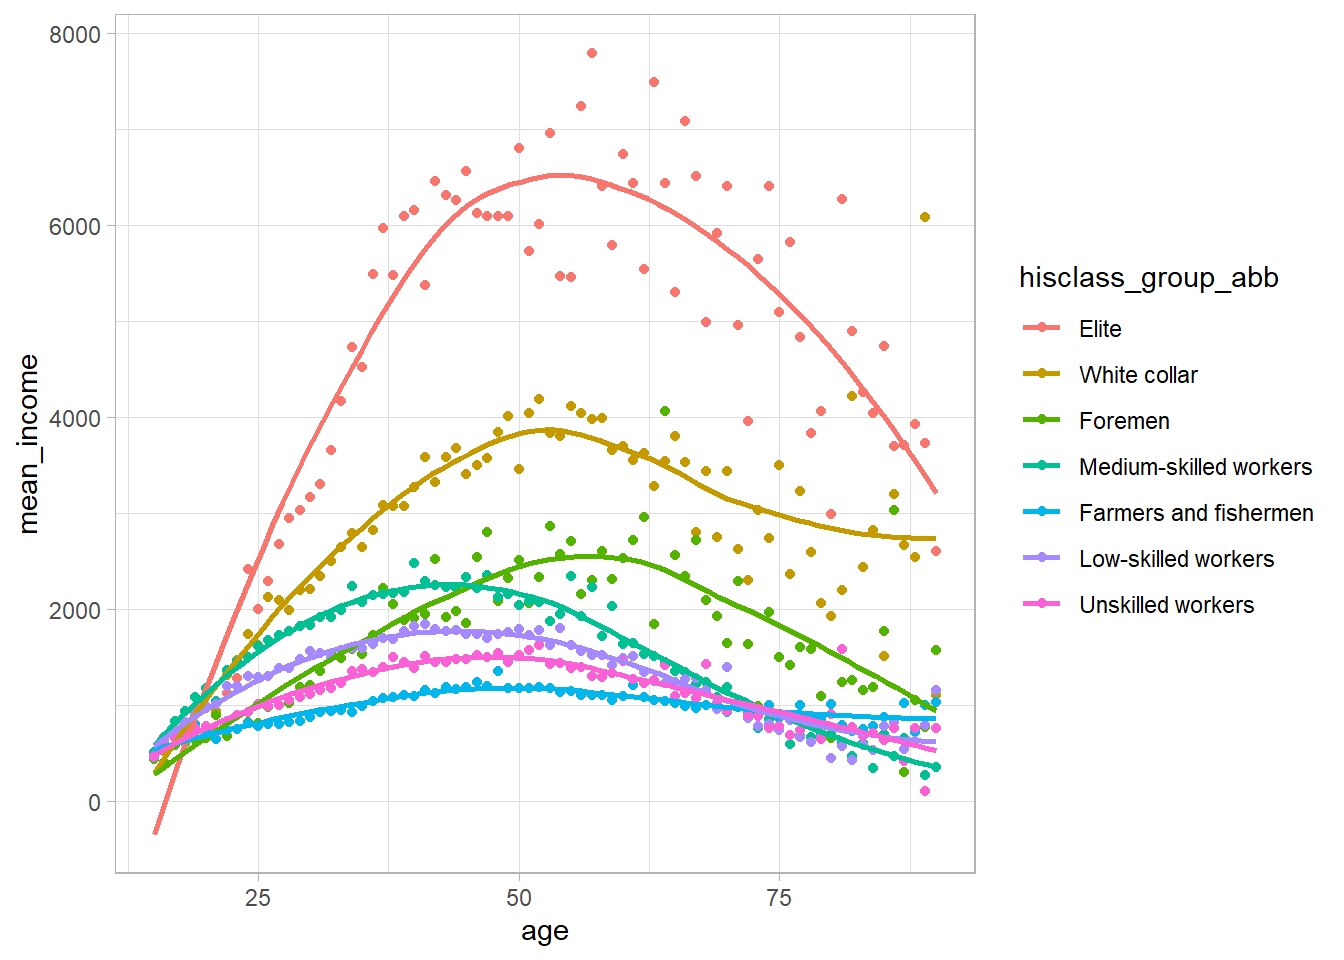 8000
6000
4000
2000
0
mean_income
25
50
75
age
hisclass_group_abb
Elite
White collar
Foremen
Medium-skilled workers
Farmers and fishermen
Low-skilled workers
Unskilled workers